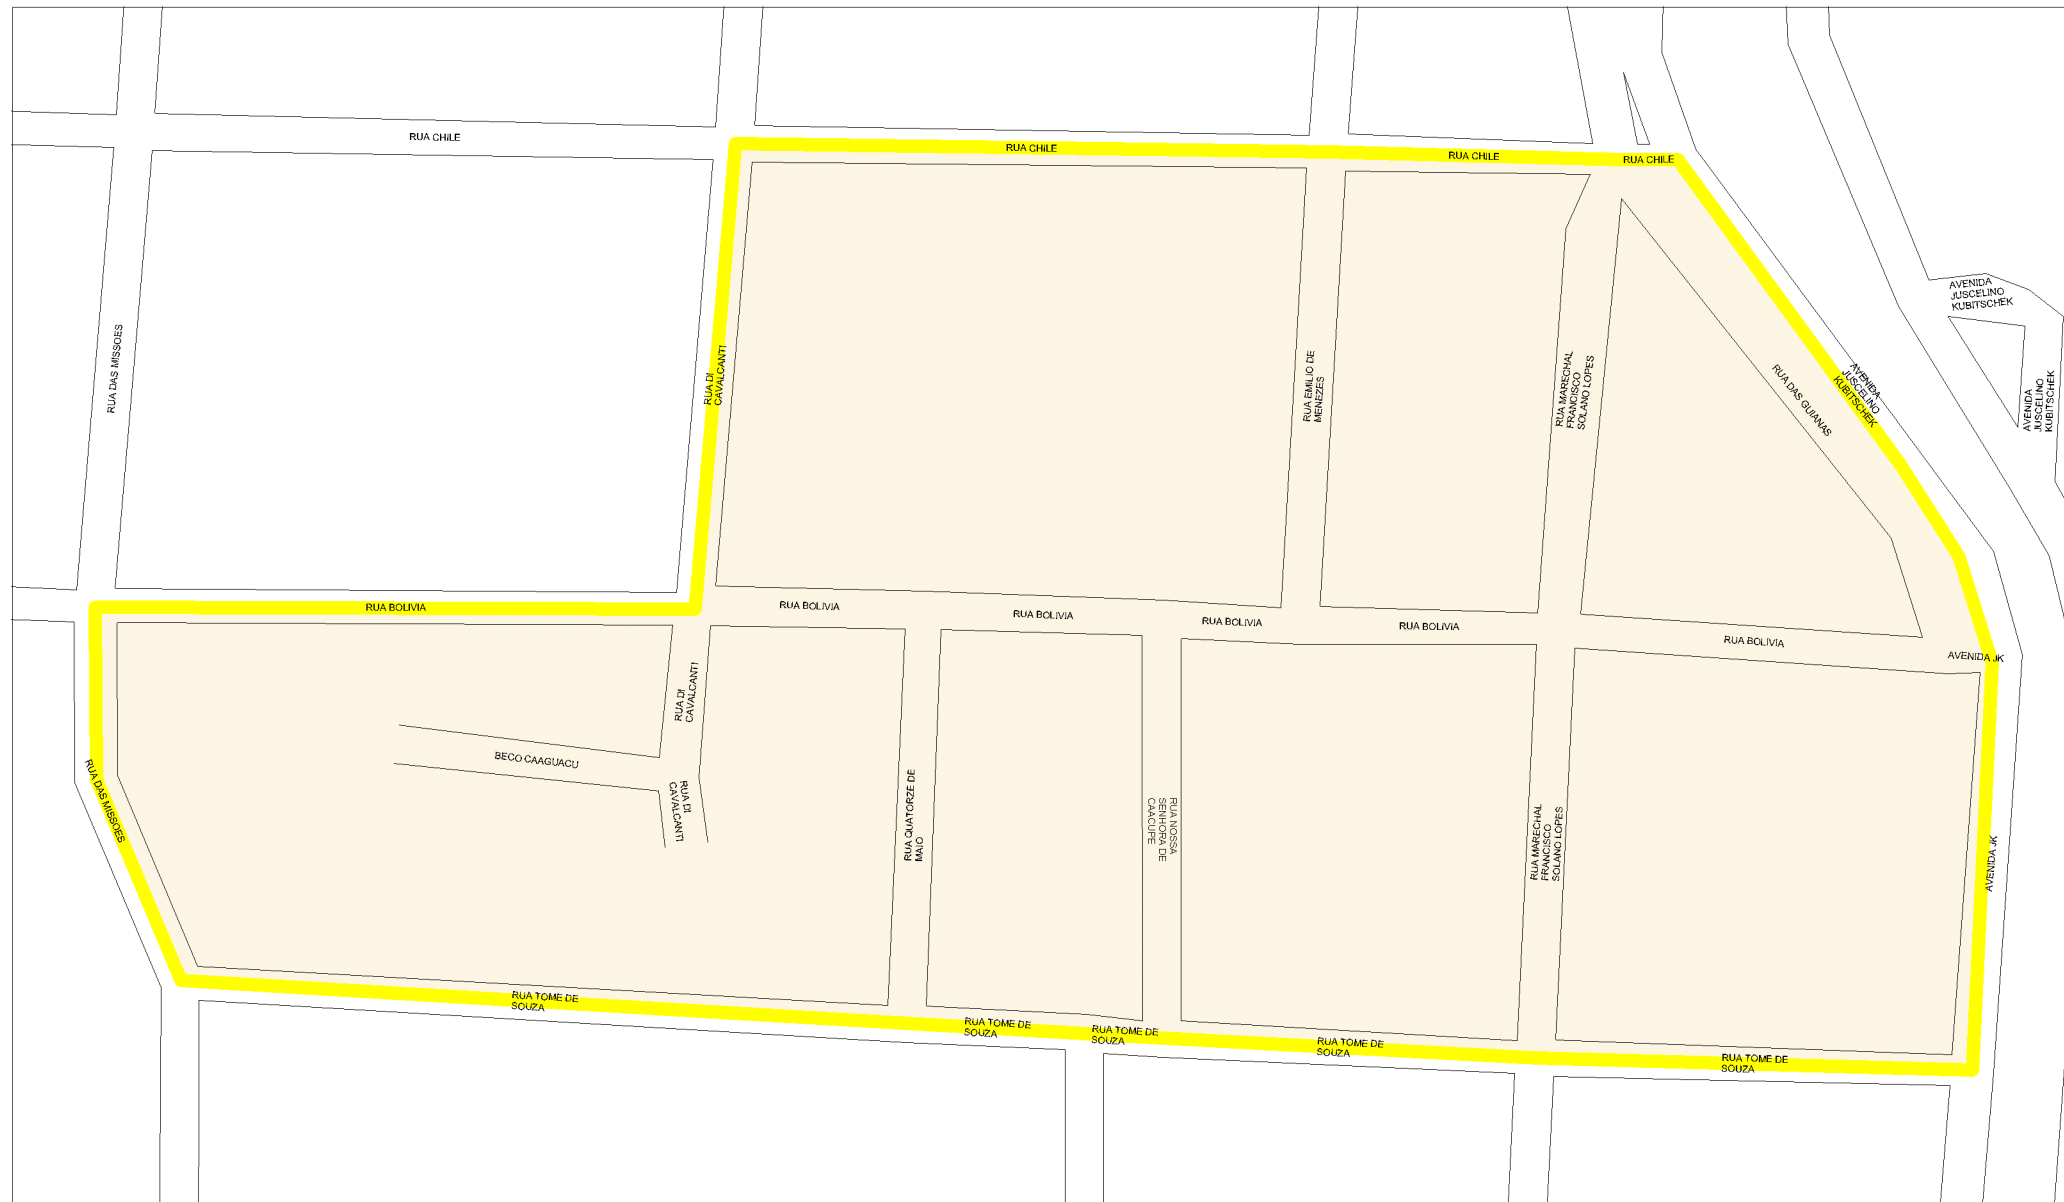 RUA CHILE
RUA CHILE
RUA CHILE
RUA CHILE
AVENIDA
JUSCELINO
KUBITSCHEK
RUA DAS MISSOES
RUA DI
CAVALCANTI
RUA EMILIO DE
MENEZES
RUA MARECHAL
FRANCISCO
SOLANO LOPES
RUA DAS GUIANAS
AVENIDA
JUSCELINO
KUBITSCHEK
AVENIDA
JUSCELINO
KUBITSCHEK
RUA BOLIVIA
RUA BOLIVIA
RUA BOLIVIA
RUA BOLIVIA
RUA BOLIVIA
RUA BOLIVIA
AVENIDA JK
RUA DI
CAVALCANTI
BECO CAAGUACU
RUA DI
CAVALCANTI
RUA DAS MISSOES
RUA QUATORZE DE
MAIO
RUA NOSSA
SENHORA DE
CAACUPE
RUA MARECHAL
FRANCISCO
SOLANO LOPES
AVENIDA JK
RUA TOME DE
SOUZA
RUA TOME DE
SOUZA
RUA TOME DE
SOUZA
RUA TOME DE
SOUZA
RUA TOME DE
SOUZA